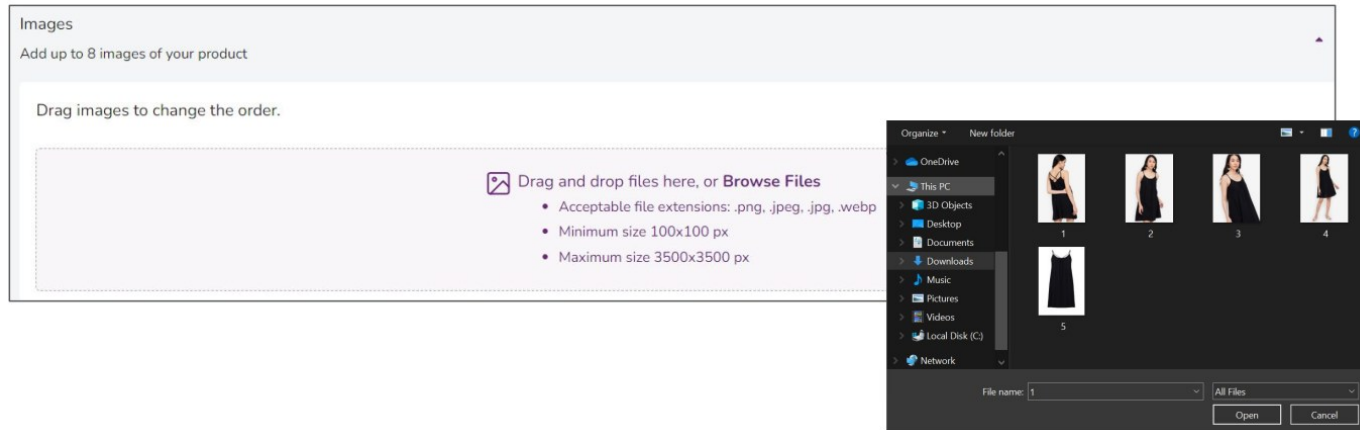 Images
Add up to 8 images of your product
Drag images to change the order.
Drag and drop files here, or Browse Files
• Acceptable file extensions: .png, .jpeg, .jpg, .webp
• Minimum size 100x100 px
• Maximum size 3500x3500 px
Organize New folder
OneDrive
This PC
3D Objects
Desktop
Documents
Downloads
Music
Pictures
Videos
Local Disk (C:)
Network
1 2 3 4
5
File name: 1 All Files
Open Cancel